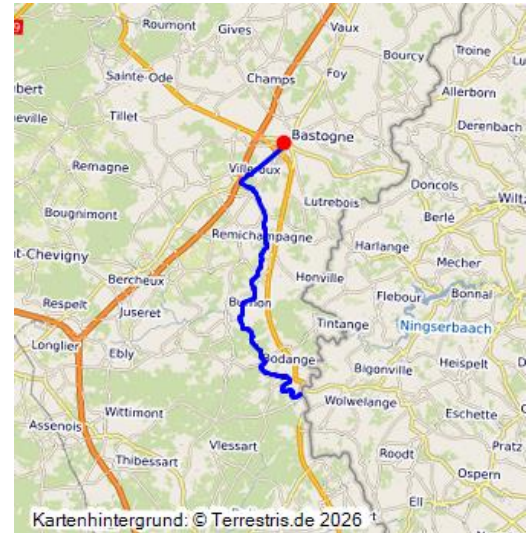 Roumont
Gives
Vaux
Bourcy
Troine
Sainte-Ode
Foy
Champs
Allerborn
Tillet
Bastogne
Derenbach
Remagne
Villeroux
Doncols
Wiltz
Lutrebois
Berlé
Bougnimont
Remichampagne
Harlange
Mecher
nt-Chevigny
Honville
Bercheux
Flebour
Bonnal
Respelt
Juseret
Burnon
Tintange
Ningserbaach
Longlier
Ebly
Bodange
Bigonville
Heispelt
Wolwelange
Eschette
Wittimont
Assenois
Vlessart
Roodt
Pratz
Thibessart
Ospern
Ell
Kartenhintergrund: © Terrestris.de 2026